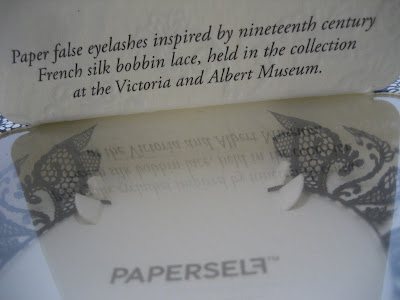 Paper false eyelashes inspired by nineteenth century
French silk bobbin lace, held in the collection
at the Victoria and Albert Museum.
PAPERSELF™